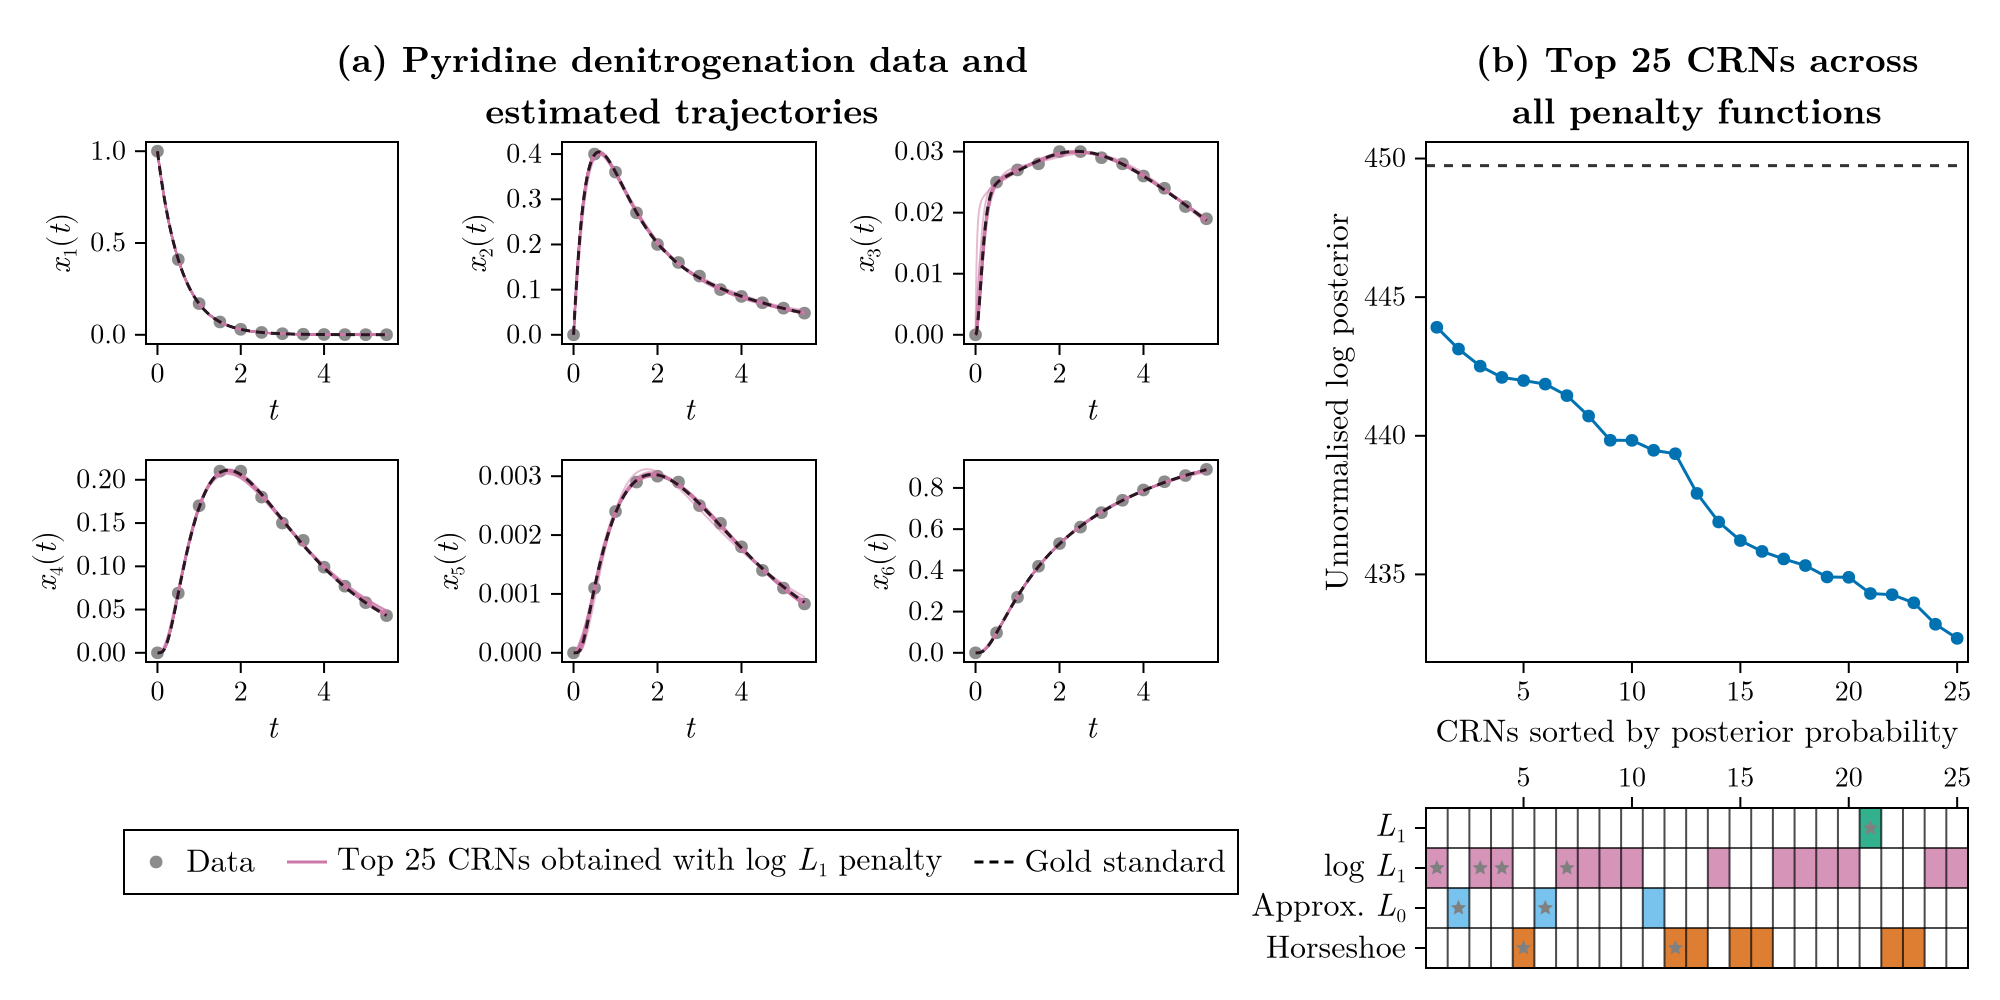 (a) Pyridine denitrogenation data and
estimated trajectories
(b) Top 25 CRNs across
all penalty functions
1.0
0.5
0.0
x₁(t)
0 2 4
t
0.4
0.3
0.2
0.1
0.0
x₂(t)
0 2 4
t
0.03
0.02
0.01
0.00
x₃(t)
0 2 4
t
0.20
0.15
0.10
0.05
0.00
x₄(t)
0 2 4
t
0.003
0.002
0.001
0.000
x₅(t)
0 2 4
t
0.8
0.6
0.4
0.2
0.0
x₆(t)
0 2 4
t
Data
Top 25 CRNs obtained with log L₁ penalty
Gold standard
450
445
440
435
Unnormalised log posterior
5 10 15 20 25
CRNs sorted by posterior probability
5 10 15 20 25
L₁
log L₁
Approx. L₀
Horseshoe